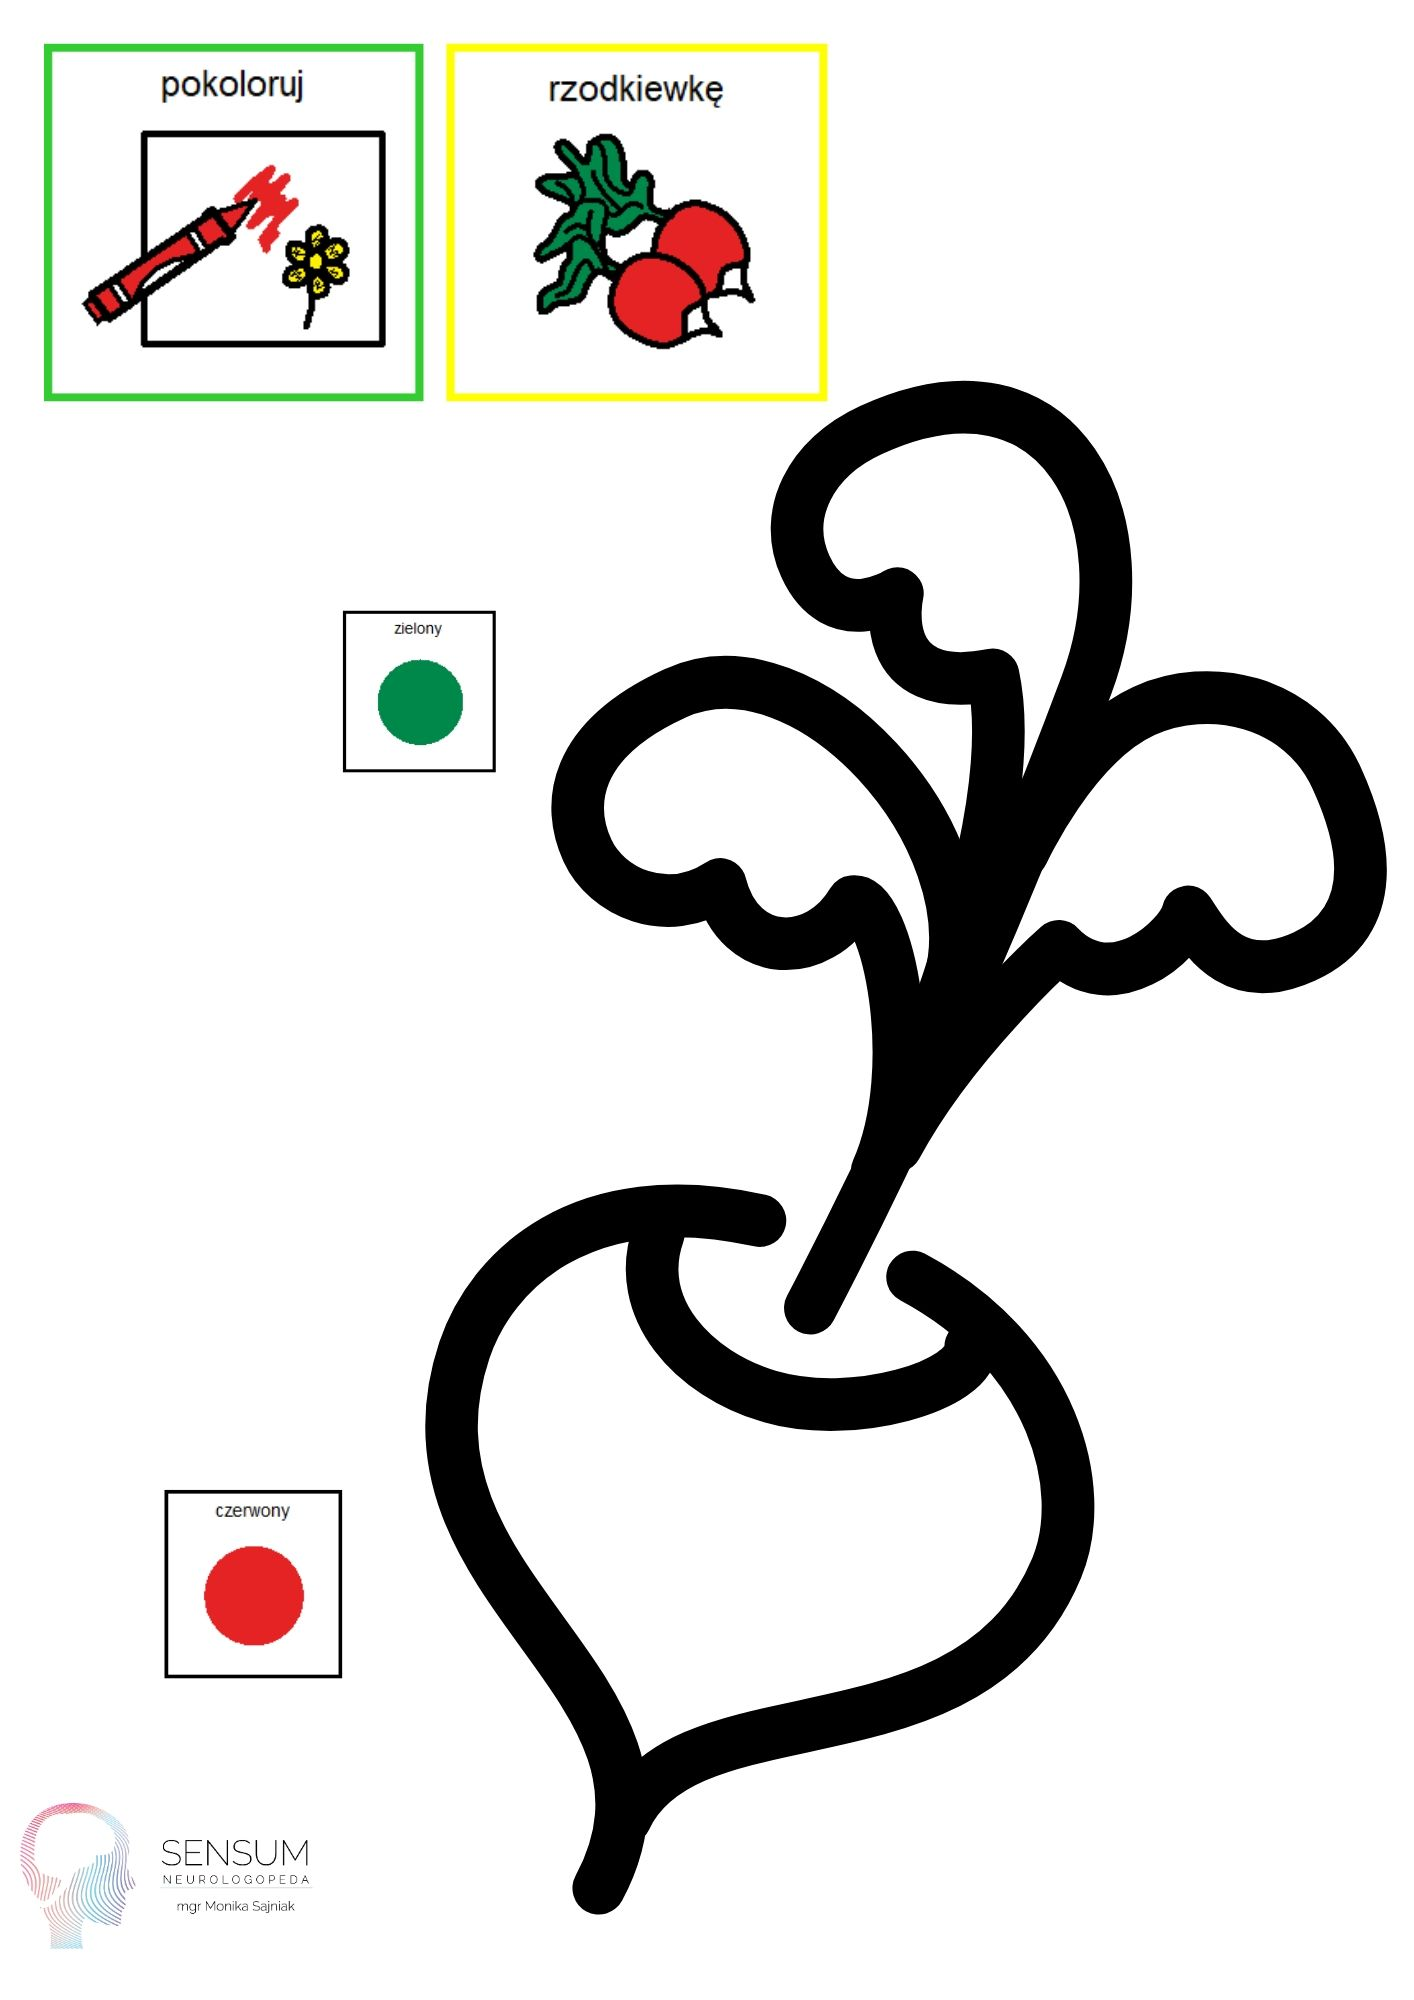 pokoloruj
rzodkiewkę
zielony
czerwony
SENSUM
NEUROLOGOPEDA
mgr Monika Sajniak